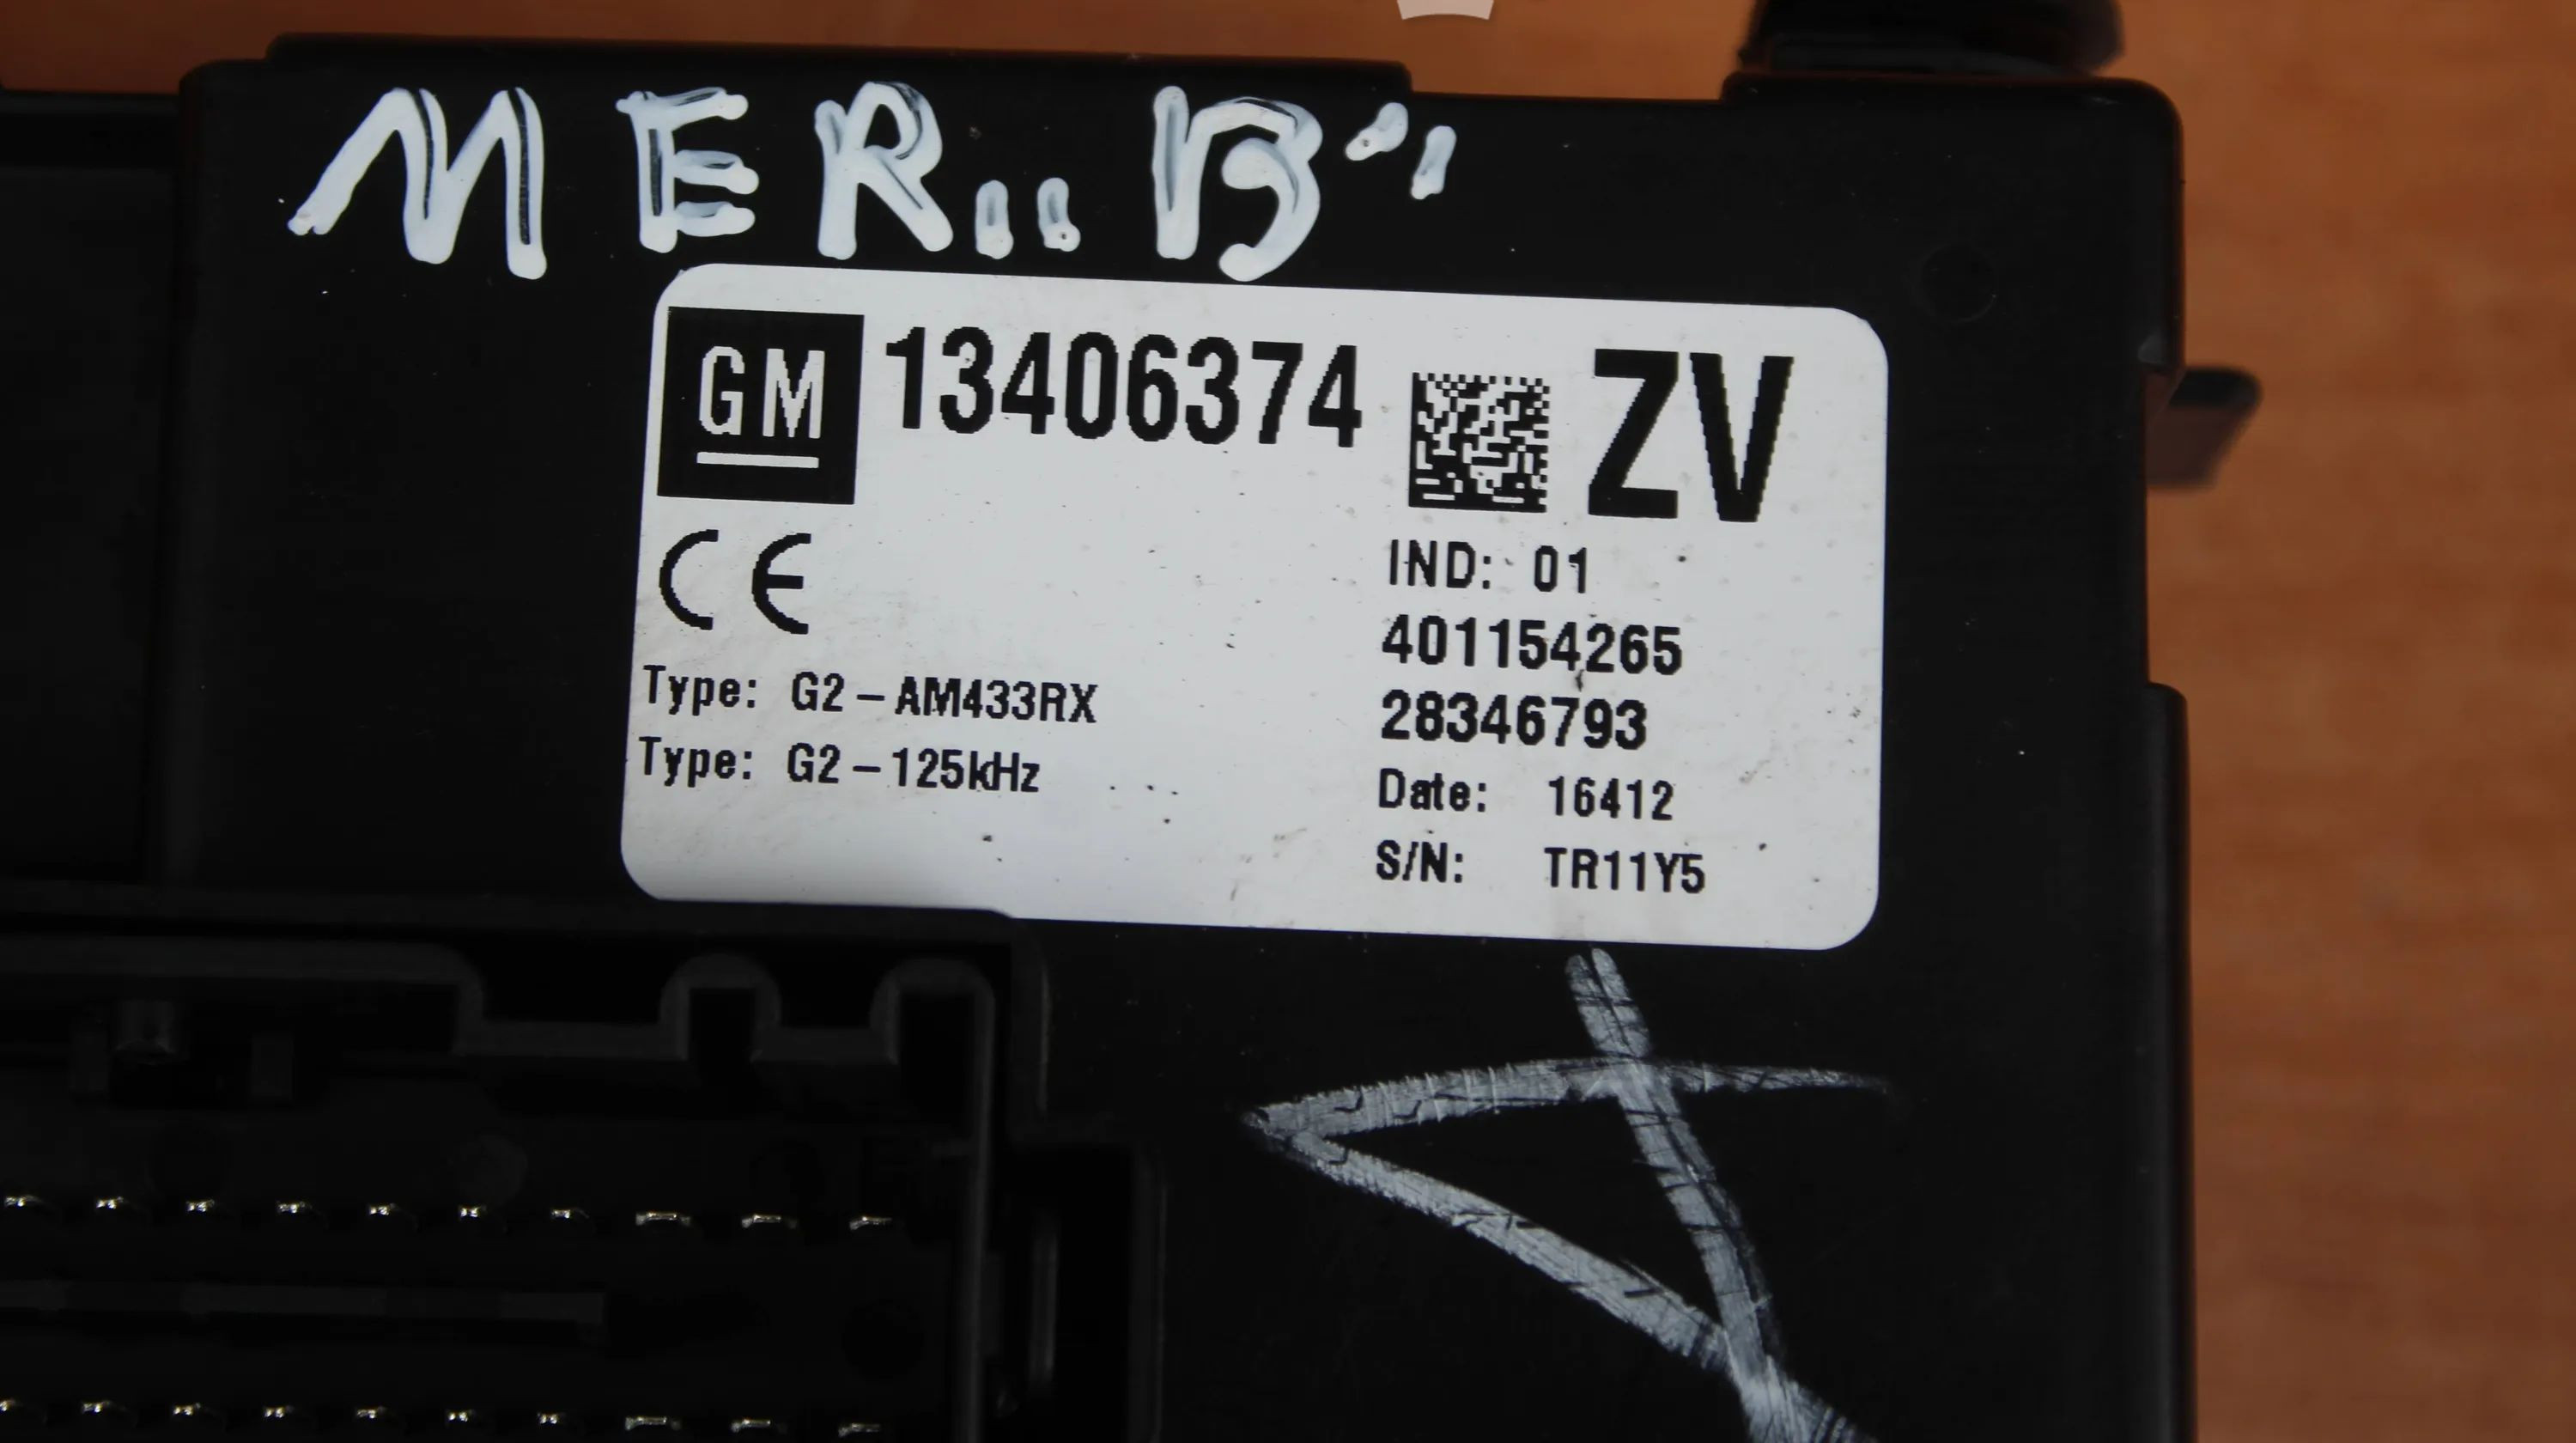 MER „B"
GM 13406374 ZV
CE
IND: 01
401154265
Type: G2-AM433RX
28346793
Type: G2-125kHz
Date: 16412
S/N: TR11Y5